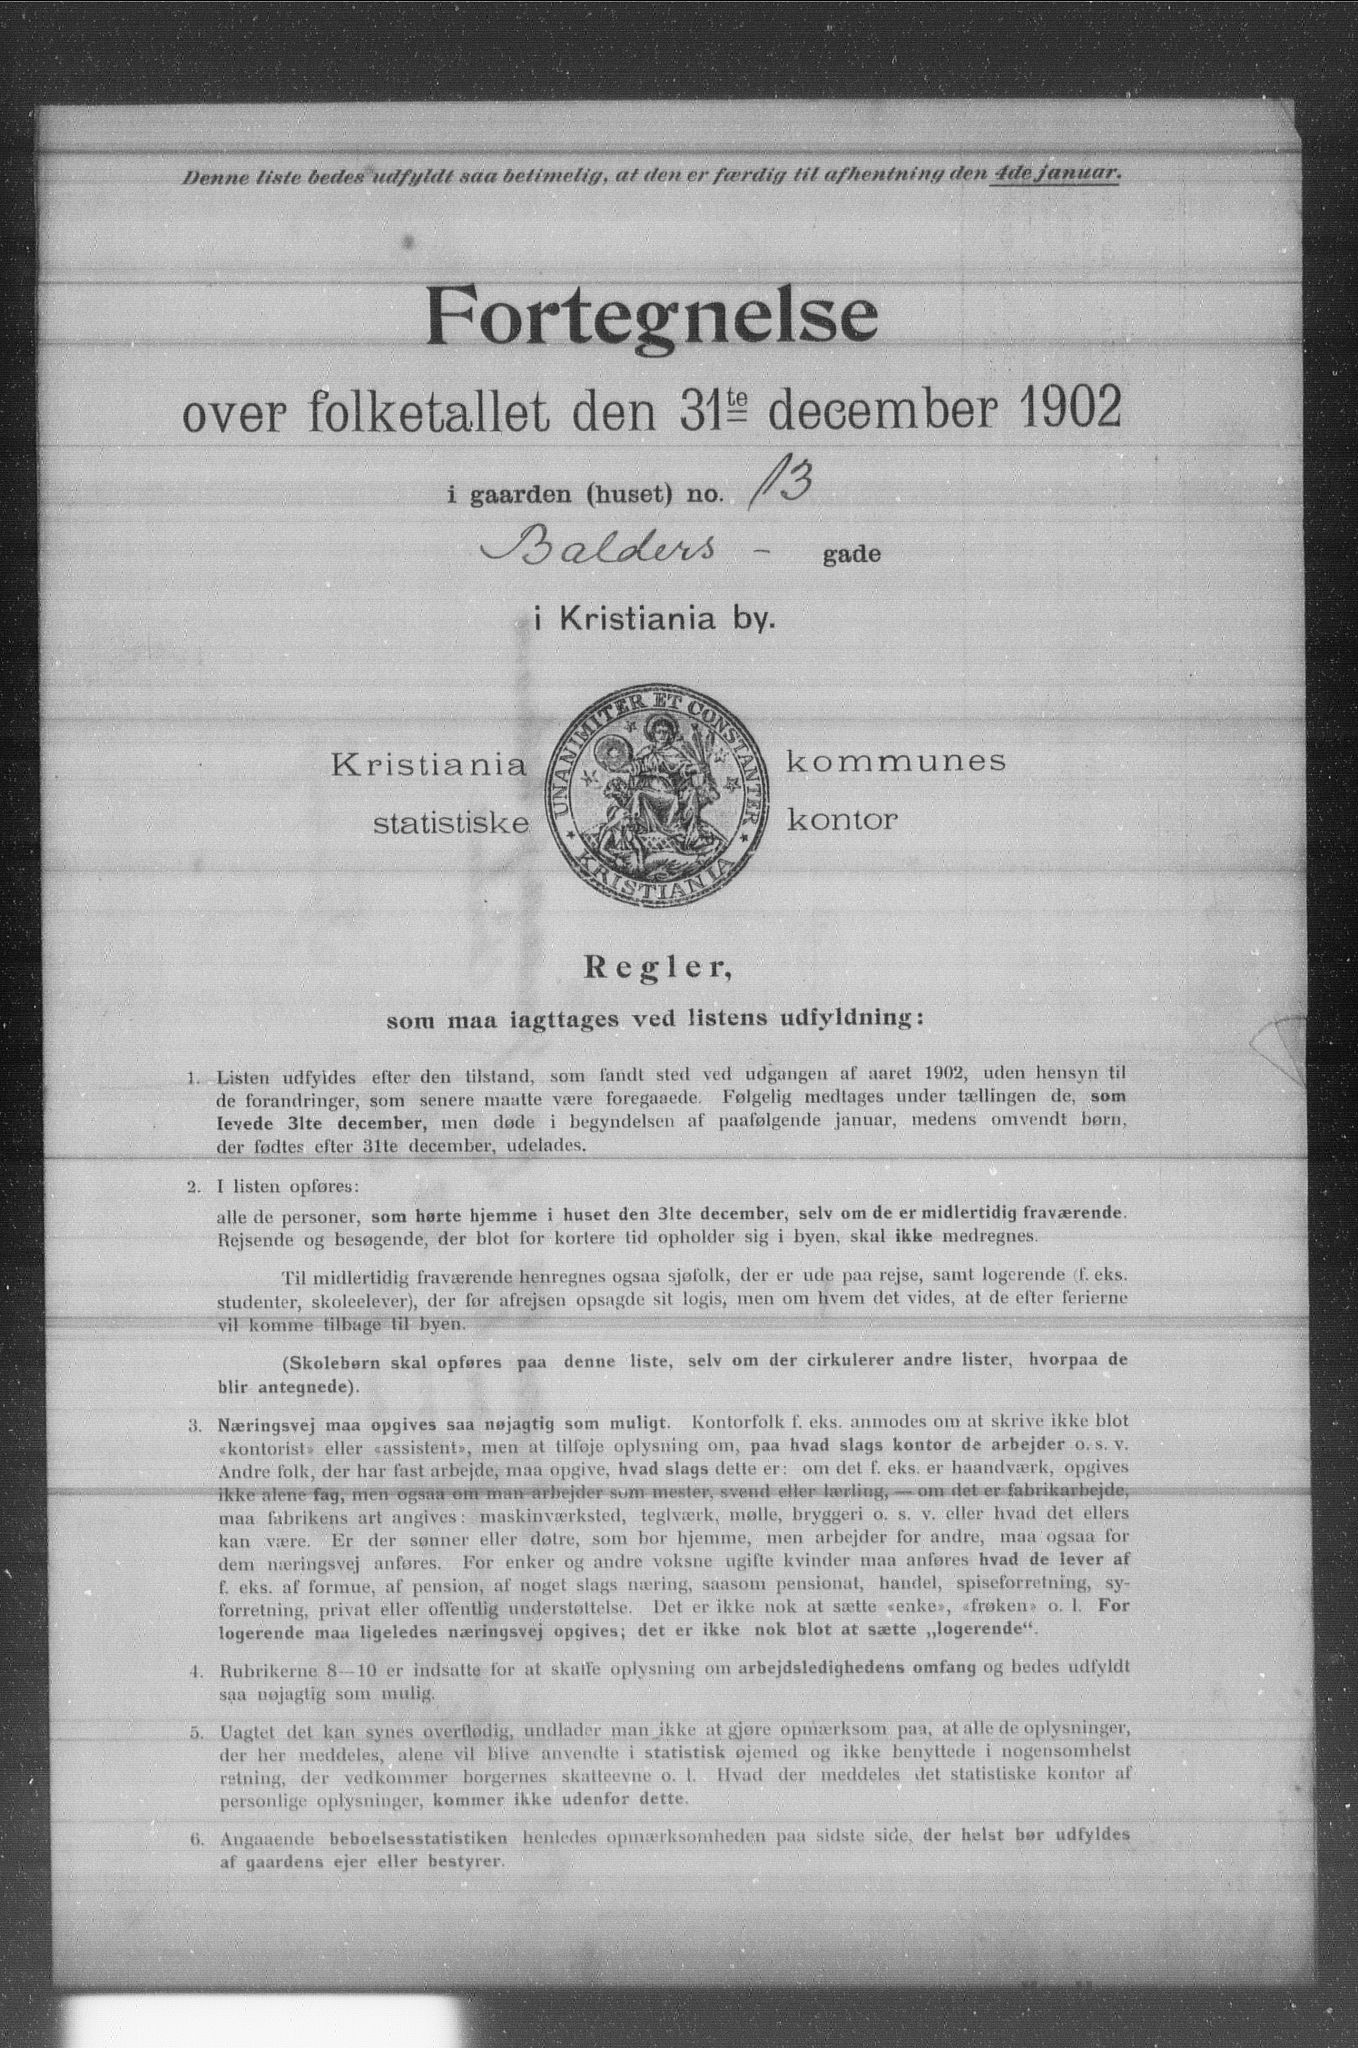 Denne liste bedes udfyldt saa betimelig, at den er færdig til afhentning den 4de januar.
Fortegnelse
over folketallet den 31te december 1902
i gaarden (huset) no. 13
Balders - gade
i Kristiania by.
UNANIMITER ET CONSTANTER
KRISTIANIA
Kristiania kommunes
statistiske kontor
Regler,
som maa iagttages ved listens udfyldning:
1. Listen udfyldes efter den tilstand, som fandt sted ved udgangen af aaret 1902, uden hensyn til
de forandringer, som senere maatte være foregaaede. Følgelig medtages under tællingen de, som
levede 31te december, men døde i begyndelsen af paafølgende januar, medens omvendt børn,
der fødtes efter 31te december, udelades.
2. I listen opføres:
alle de personer, som hørte hjemme i huset den 31te december, selv om de er midlertidig fraværende.
Rejsende og besøgende, der blot for kortere tid opholder sig i byen, skal ikke medregnes.
Til midlertidig fraværende henregnes ogsaa sjøfolk, der er ude paa rejse, samt logerende (f. eks.
studenter, skoleelever), der før afrejsen opsagde sit logis, men om hvem det vides, at de efter ferierne
vil komme tilbage til byen.
(Skolebørn skal opføres paa denne liste, selv om der cirkulerer andre lister, hvorpaa de
blir antegnede).
3. Næringsvej maa opgives saa nøjagtig som muligt. Kontorfolk f. eks. anmodes om at skrive ikke blot
«kontorist» eller «assistent», men at tilføje oplysning om, paa hvad slags kontor de arbejder o. s. v.
Andre folk, der har fast arbejde, maa opgive, hvad slags dette er: om det f. eks. er haandværk, opgives
ikke alene fag, men ogsaa om man arbejder som mester, svend eller lærling, — om det er fabrikarbejde,
maa fabrikens art angives: maskinværksted, teglværk, mølle, bryggeri o. s. v. eller hvad det ellers
kan være. Er der sønner eller døtre, som bor hjemme, men arbejder for andre, maa ogsaa for
dem næringsvej anføres. For enker og andre voksne ugifte kvinder maa anføres hvad de lever af
f. eks. af formue, af pension, af noget slags næring, saasom pensionat, handel, spiseforretning, sy-
forretning, privat eller offentlig understøttelse. Det er ikke nok at sætte «enke», «frøken» o. l. For
logerende maa ligeledes næringsvej opgives; det er ikke nok blot at sætte „logerende“.
4. Rubrikerne 8—10 er indsatte for at skaffe oplysning om arbejdsledighedens omfang og bedes udfyldt
saa nøjagtig som mulig.
5. Uagtet det kan synes overflødig, undlader man ikke at gjøre opmærksom paa, at alle de oplysninger,
der her meddeles, alene vil blive anvendte i statistisk øjemed og ikke benyttede i nogensomhelst
retning, der vedkommer borgernes skatteevne o. l. Hvad der meddeles det statistiske kontor af
personlige oplysninger, kommer ikke udenfor dette.
6. Angaaende beboelsesstatistiken henledes opmærksomheden paa sidste side, der helst bør udfyldes
af gaardens ejer eller bestyrer.